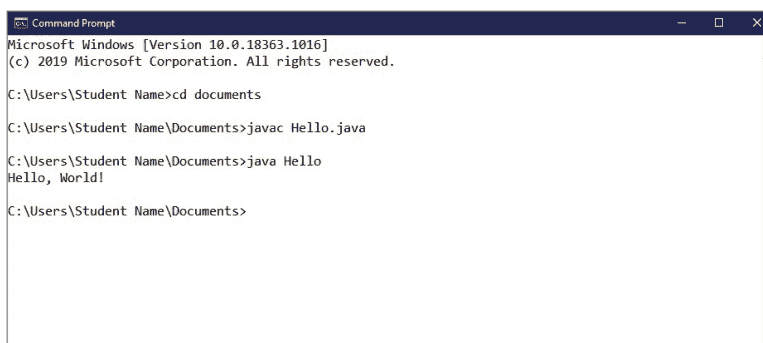 Command Prompt
Microsoft Windows [Version 10.0.18363.1016]
(c) 2019 Microsoft Corporation. All rights reserved.
C:\Users\Student Name>cd documents
C:\Users\Student Name\Documents>javac Hello.java
C:\Users\Student Name\Documents>java Hello
Hello, World!
C:\Users\Student Name\Documents>